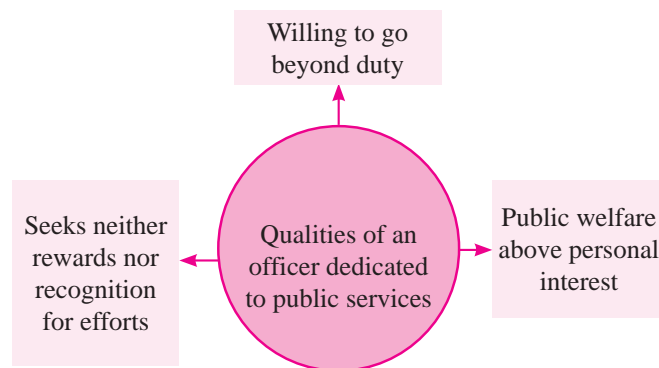 Willing to go
beyond duty
Seeks neither
rewards nor
recognition
for efforts
Qualities of an
officer dedicated
to public services
Public welfare
above personal
interest